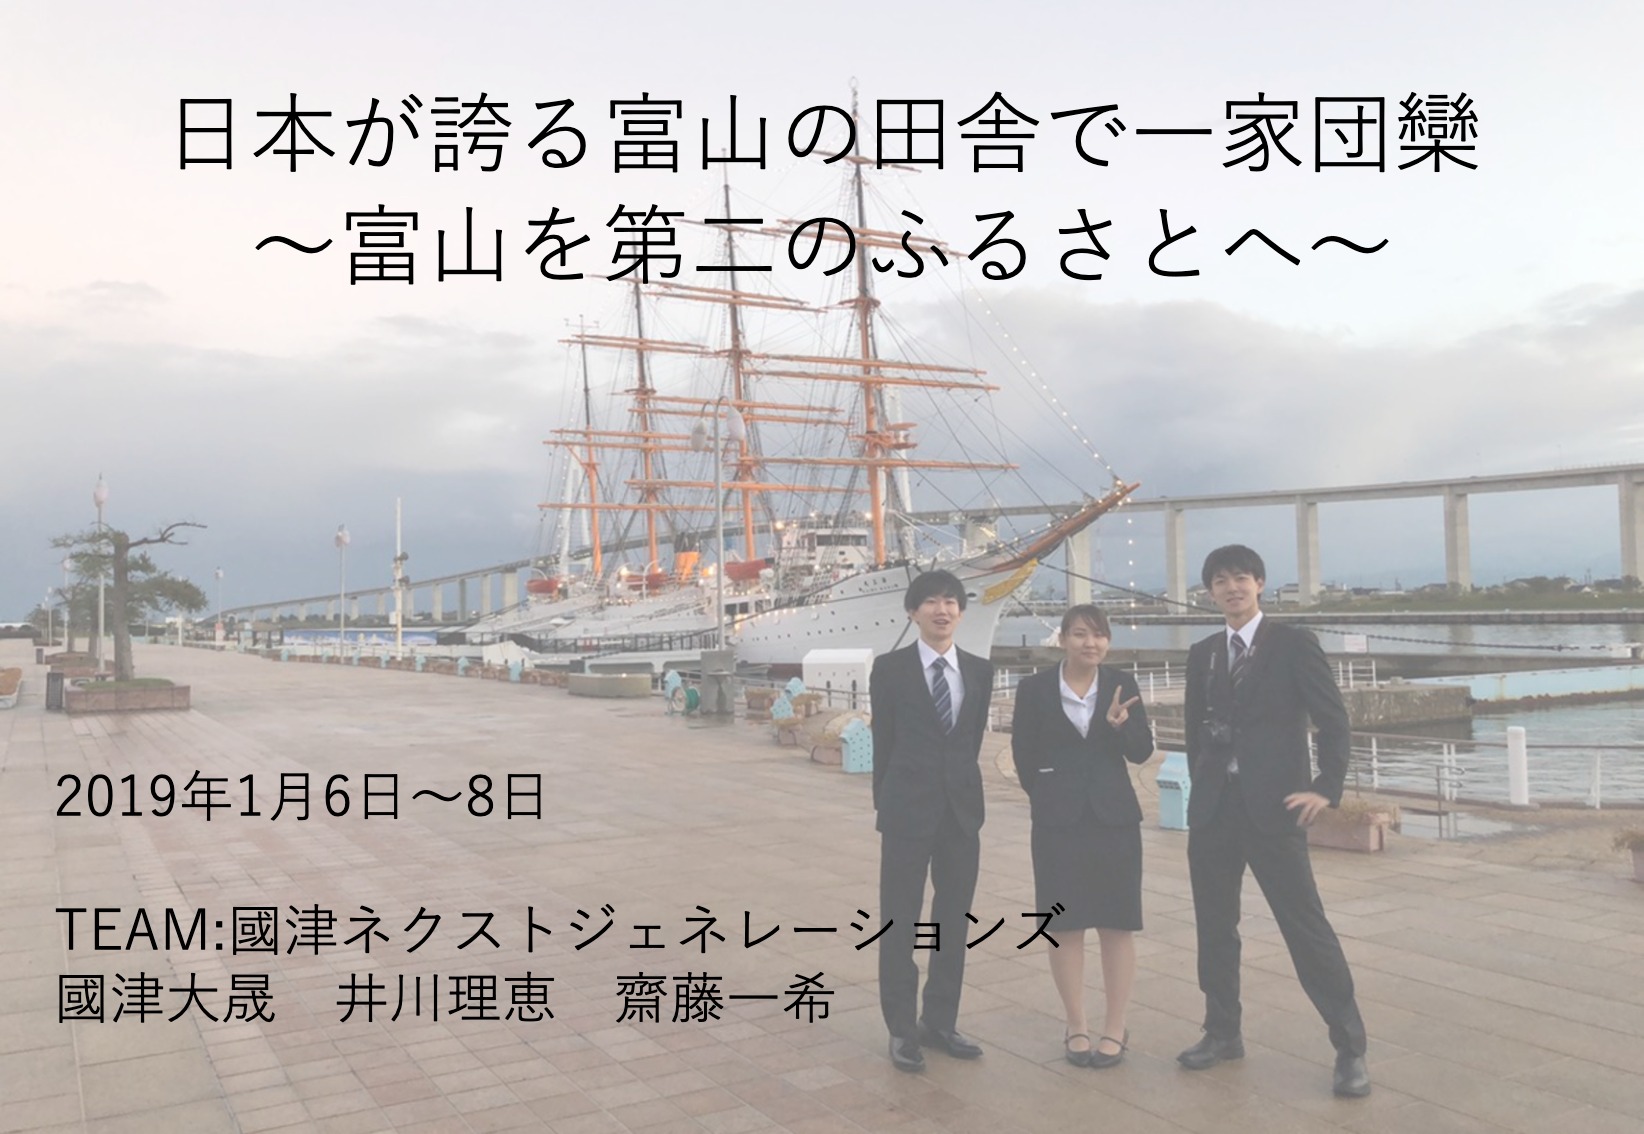 日本が誇る富山の田舎で一家団欒
～富山を第二のふるさとへ～
2019年1月6日～8日
TEAM:國津ネクストジェネレーションズ
國津大晟　井川理恵　齋藤一希